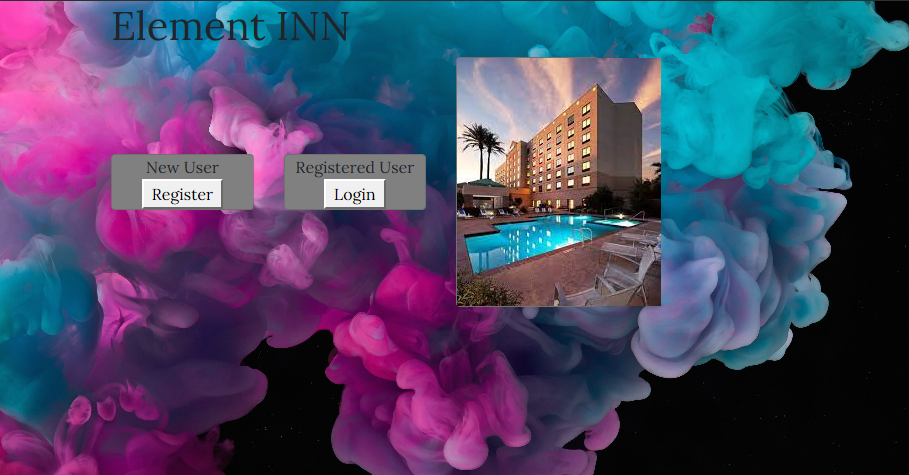 Element INN
New User
Register
Registered User
Login